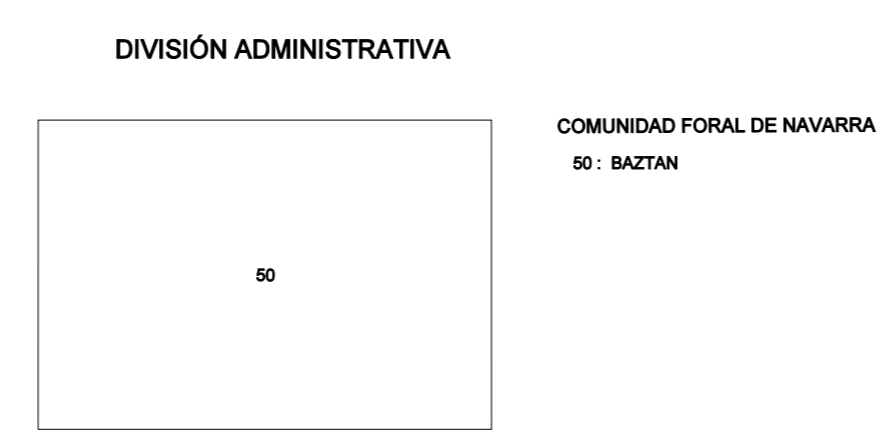 DIVISIÓN ADMINISTRATIVA
COMUNIDAD FORAL DE NAVARRA
50 : BAZTAN
50